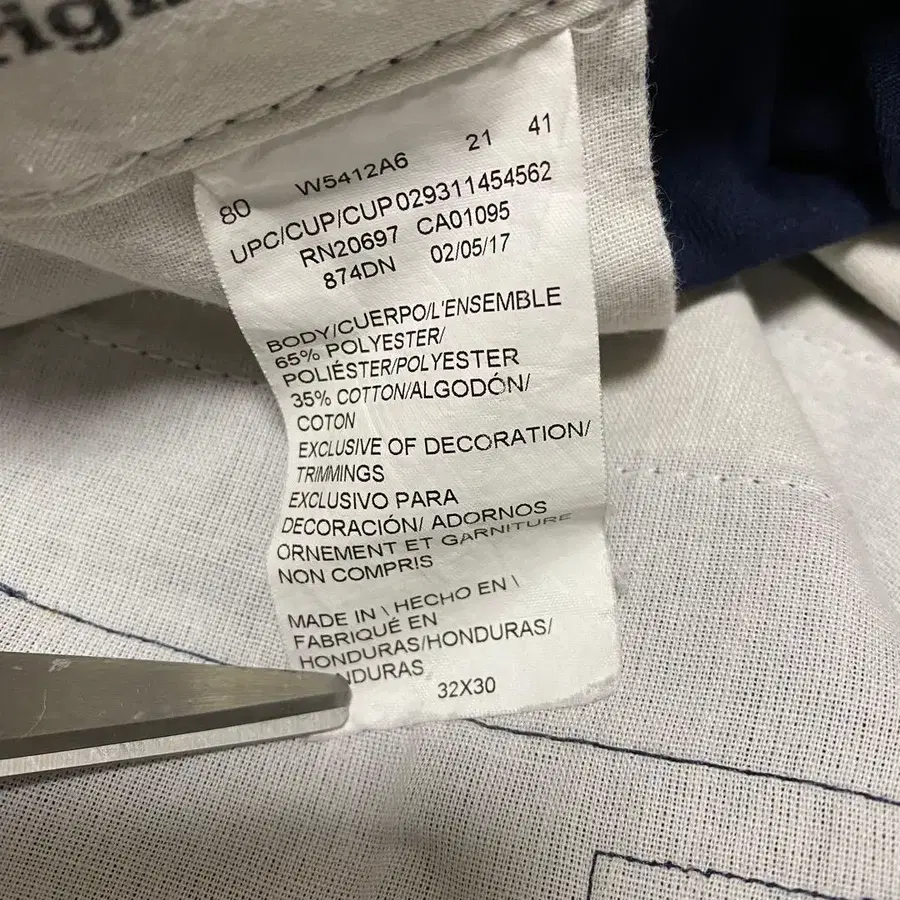 80 W5412A6 21 41
UPC/CUP/CUP029311454562
RN20697 CA01095
874DN 02/05/17
BODY/CUERPO/L'ENSEMBLE
65% POLYESTER/
POLIÉSTER/POLYESTER
35% COTTON/ALGODÓN/
COTON
EXCLUSIVE OF DECORATION/
TRIMMINGS
EXCLUSIVO PARA
DECORACIÓN/ ADORNOS
ORNEMENT ET GARNITURE
NON COMPRIS
MADE IN \ HECHO EN \
FABRIQUÉ EN
HONDURAS/HONDURAS/
NDURAS
32X30